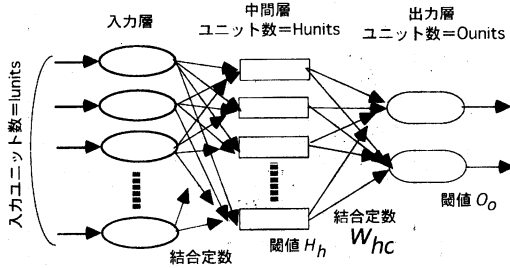 入力層
中間層
ユニット数=Hunits
出力層
ユニット数=Ounits
入力ユニット数=Iunits
結合定数
閾値 Hh
結合定数
Whc
閾値 Oo